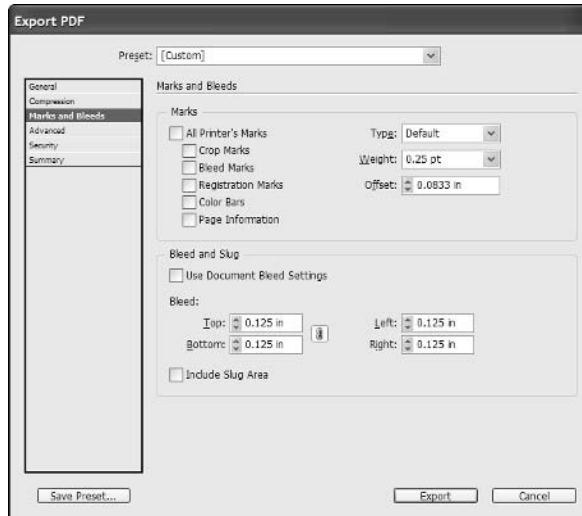 Export PDF
Preset: [Custom]
General
Compression
Marks and Bleeds
Advanced
Security
Summary
Marks and Bleeds
Marks
All Printer's Marks
Crop Marks
Bleed Marks
Registration Marks
Color Bars
Page Information
Type: Default
Weight: 0.25 pt
Offset: 0.0833 in
Bleed and Slug
Use Document Bleed Settings
Bleed:
Top: 0.125 in
Bottom: 0.125 in
Left: 0.125 in
Right: 0.125 in
Include Slug Area
Save Preset...
Export
Cancel